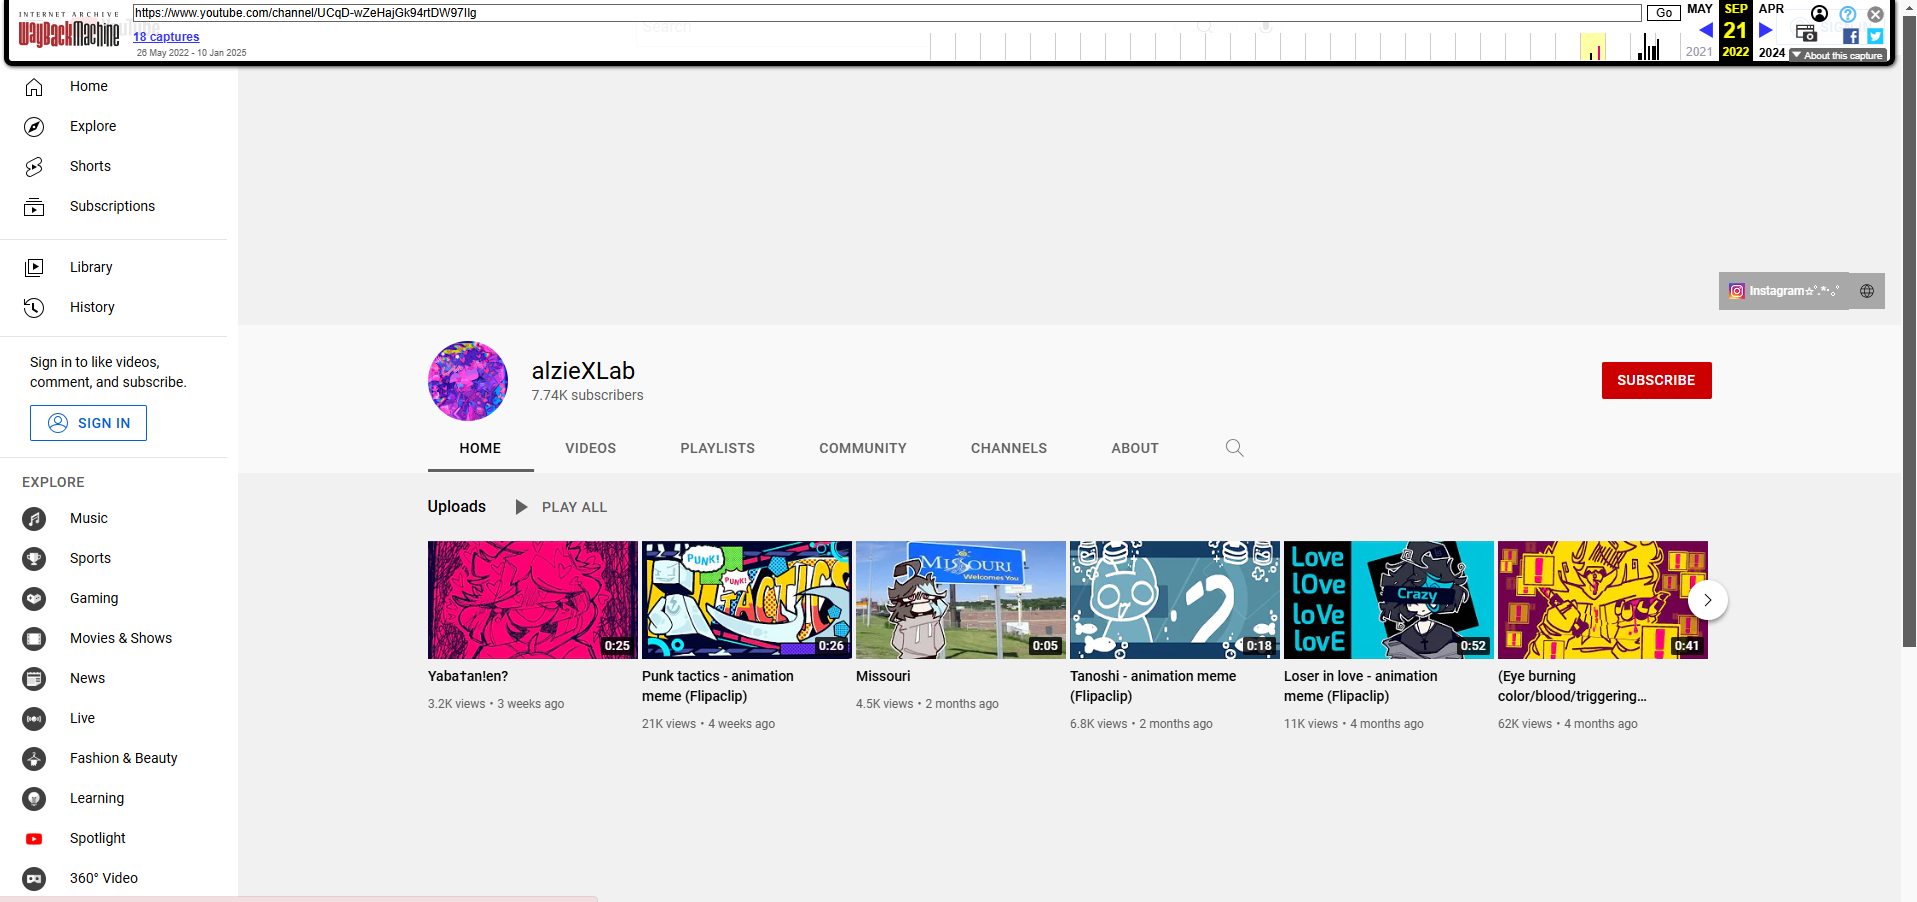 INTERNET ARCHIVE
WayBackMachine
https://www.youtube.com/channel/UCqD-wZeHajGk94rtDW97IIg
Go
18 captures
26 May 2022 - 10 Jan 2025
MAY SEP APR
21
2021 2022 2024
About this capture
Search
Home
Explore
Shorts
Subscriptions
Library
History
Sign in to like videos,
comment, and subscribe.
SIGN IN
EXPLORE
Music
Sports
Gaming
Movies & Shows
News
Live
Fashion & Beauty
Learning
Spotlight
360° Video
Instagram☆ﾟ.*･｡ﾟ
alzieXLab
7.74K subscribers
SUBSCRIBE
HOME VIDEOS PLAYLISTS COMMUNITY CHANNELS ABOUT
Uploads PLAY ALL
0:25
Yaba†an!en?
3.2K views • 3 weeks ago
PUNK!
PUNK!
TACTICS
0:26
Punk tactics - animation
meme (Flipaclip)
21K views • 4 weeks ago
MISSOURI
Welcomes You
0:05
Missouri
4.5K views • 2 months ago
?
0:18
Tanoshi - animation meme
(Flipaclip)
6.8K views • 2 months ago
Love
lOve
loVe
lovE
Crazy
0:52
Loser in love - animation
meme (Flipaclip)
11K views • 4 months ago
0:41
(Eye burning
color/blood/triggering...
62K views • 4 months ago